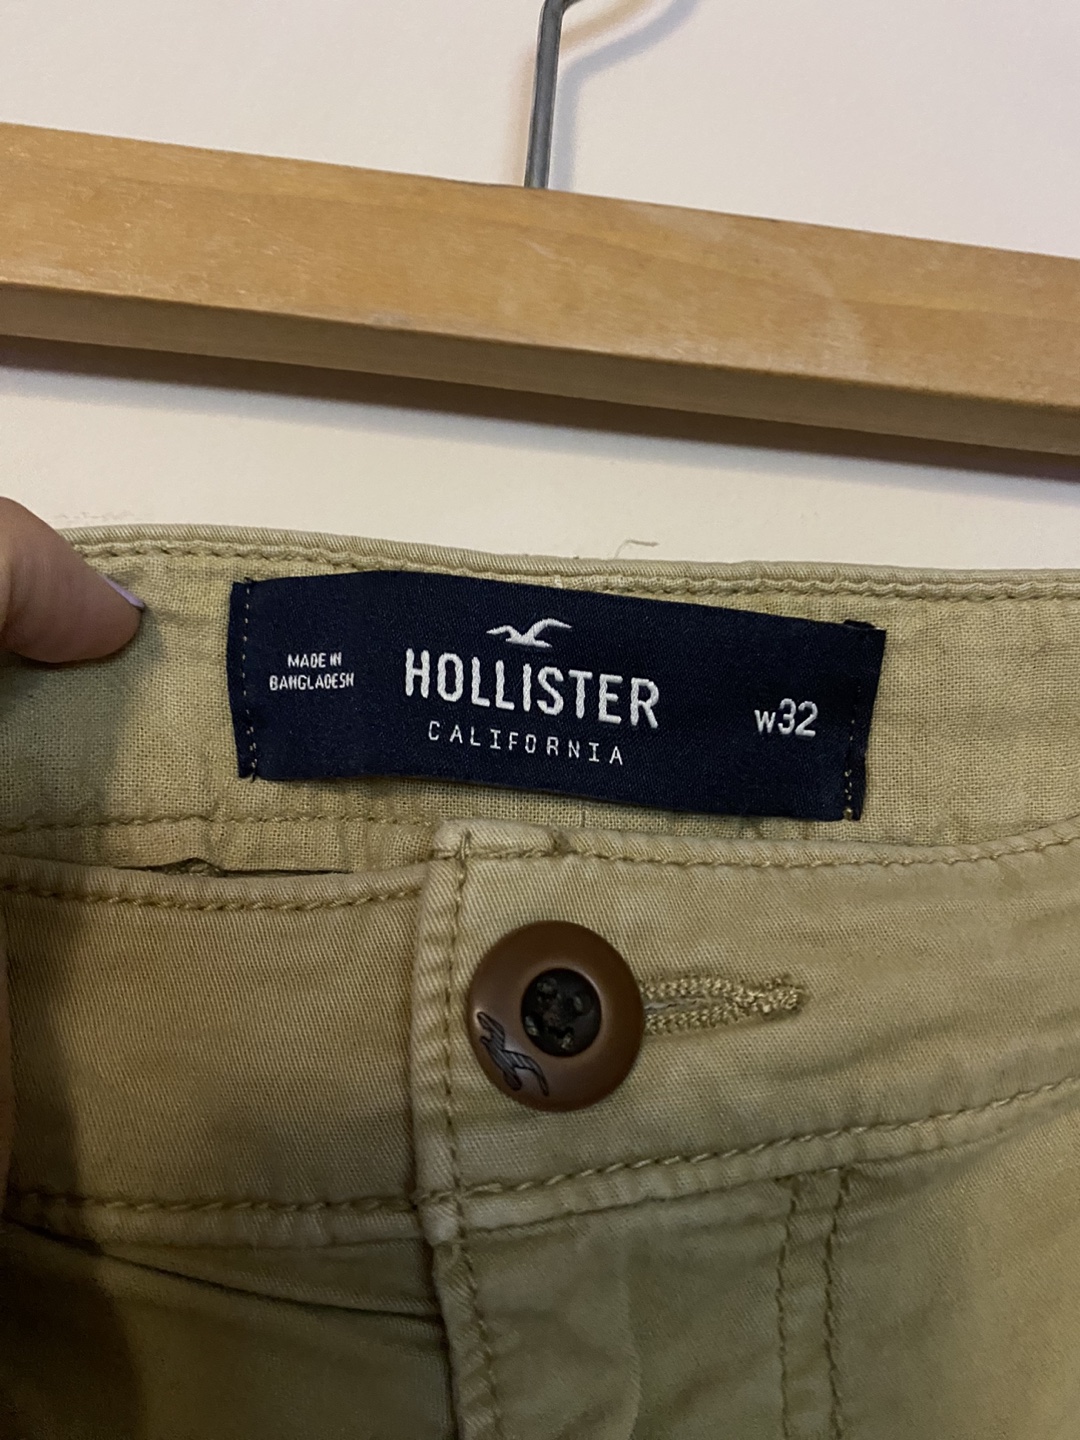 MADE IN
BANGLADESH
HOLLISTER
CALIFORNIA
w32